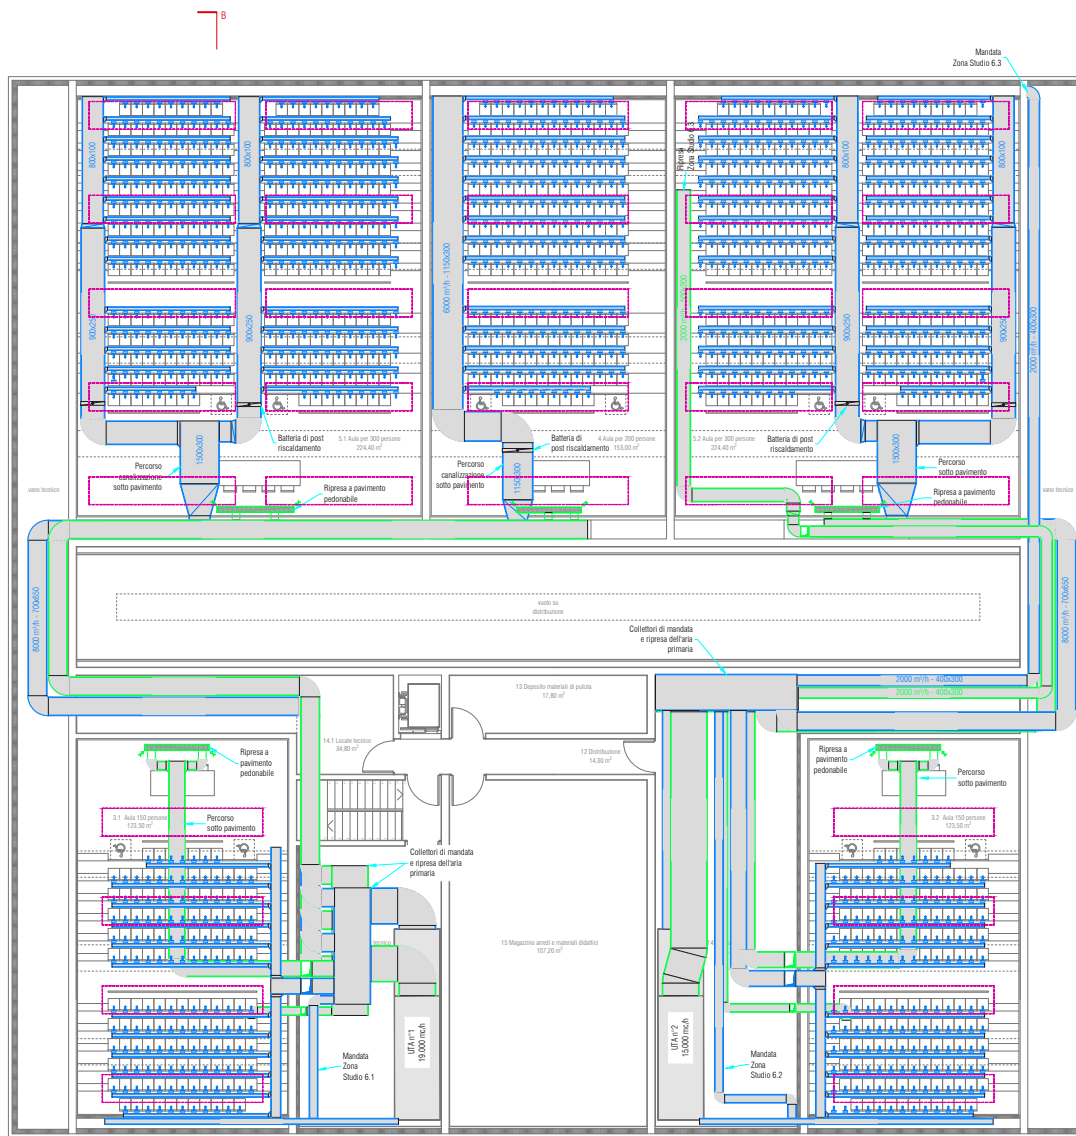 B
Mandata
Zona Studio 6.3
800x100
800x100
800x100
800x100
Ripresa
Zona Studio 6.3
900x250
900x250
6000 m³/h - 1150x300
900x250
900x250
2000 m³/h - 400x300
Batteria di post
riscaldamento
5.1 Aula per 300 persone
224,40 m²
Batteria di
post riscaldamento
4 Aula per 200 persone
153,00 m²
5.2 Aula per 300 persone
224,40 m²
Batteria di post
riscaldamento
1500x300
1150x300
1500x300
Percorso
canalizzazione
sotto pavimento
Percorso
canalizzazione
sotto pavimento
Percorso
sotto pavimento
vano tecnico
Ripresa a pavimento
pedonabile
Ripresa a pavimento
pedonabile
vano tecnico
8000 m³/h - 700x650
8000 m³/h - 700x650
vuoto su
distribuzione
Collettori di mandata
e ripresa dell'aria
primaria
2000 m³/h - 400x300
2000 m³/h - 400x300
13 Deposito materiali di pulizia
17,80 m²
14.1 Locale tecnico
34,80 m²
12 Distribuzione
14,30 m²
Ripresa a
pavimento
pedonabile
Ripresa a
pavimento
pedonabile
Percorso
sotto pavimento
3.1 Aula 150 persone
123,50 m²
Percorso
sotto pavimento
3.2 Aula 150 persone
123,50 m²
Collettori di mandata
e ripresa dell'aria
primaria
15 Magazzino arredi e materiali didattici
107,20 m²
UTA n°1
19.000 mc/h
UTA n°2
15.000 mc/h
Mandata
Zona
Studio 6.1
Mandata
Zona
Studio 6.2